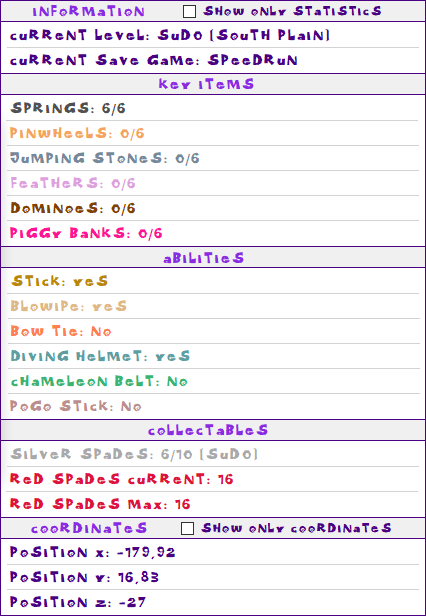 INFORMATION Show only Statistics
Current Level: Sudo (South Plain)
Current Save Game: Speedrun
Key Items
Springs: 6/6
Pinwheels: 0/6
Jumping Stones: 0/6
Feathers: 0/6
Dominoes: 0/6
Piggy Banks: 0/6
Abilities
Stick: Yes
Blowipe: Yes
Bow Tie: No
Diving Helmet: Yes
Chameleon Belt: No
Pogo Stick: No
Collectables
Silver Spades: 6/10 (Sudo)
Red Spades Current: 16
Red Spades Max: 16
Coordinates Show only Coordinates
Position X: -179,92
Position Y: 16,83
Position Z: -27